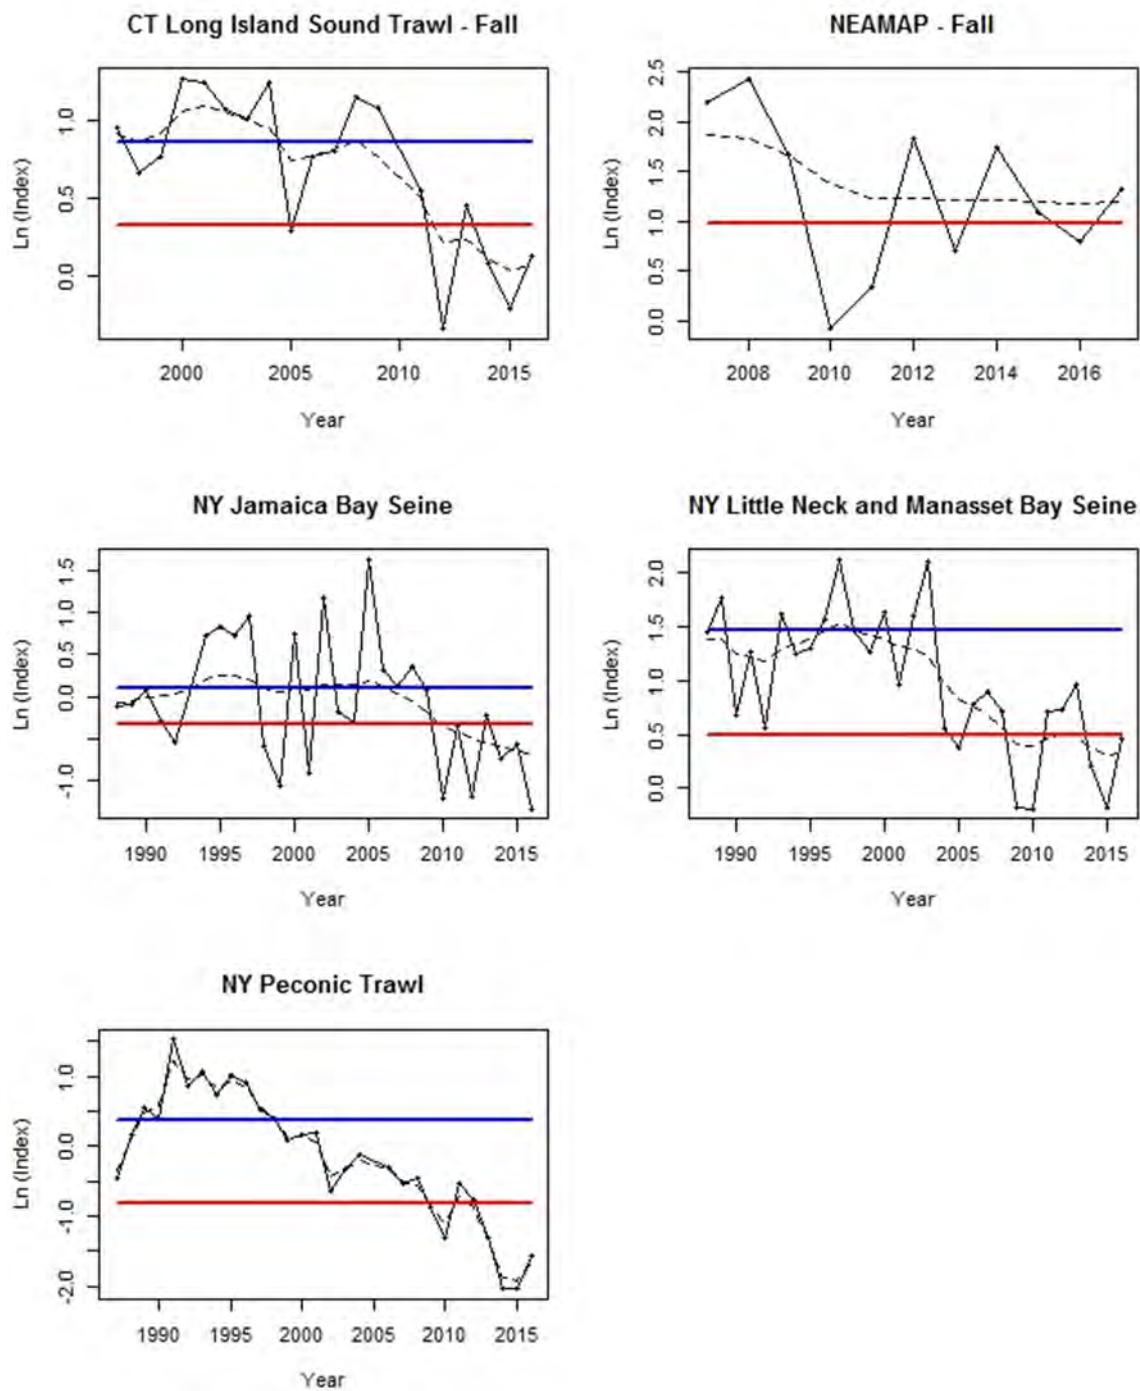 CT Long Island Sound Trawl - Fall
Ln (Index)
1.0
0.5
0.0
2000 2005 2010 2015
Year
NEAMAP - Fall
Ln (Index)
2.5
2.0
1.5
1.0
0.5
0.0
2008 2010 2012 2014 2016
Year
NY Jamaica Bay Seine
Ln (Index)
1.5
1.0
0.5
0.0
-1.0
1990 1995 2000 2005 2010 2015
Year
NY Little Neck and Manasset Bay Seine
Ln (Index)
2.0
1.5
1.0
0.5
0.0
1990 1995 2000 2005 2010 2015
Year
NY Peconic Trawl
Ln (Index)
1.0
0.0
-1.0
-2.0
1990 1995 2000 2005 2010 2015
Year